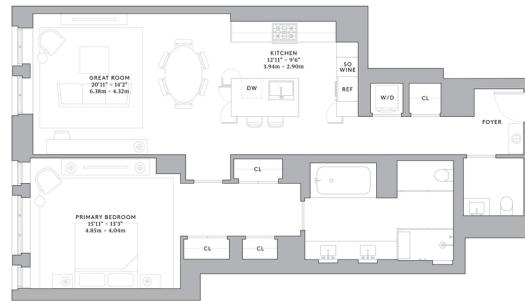 KITCHEN
12'11" – 9'6"
3.94m – 2.90m
GREAT ROOM
20'11" – 14'2"
6.38m – 4.32m
SO
WINE
DW
REF
W/D
CL
FOYER
CL
PRIMARY BEDROOM
15'11" – 13'3"
4.85m – 4.04m
CL
CL